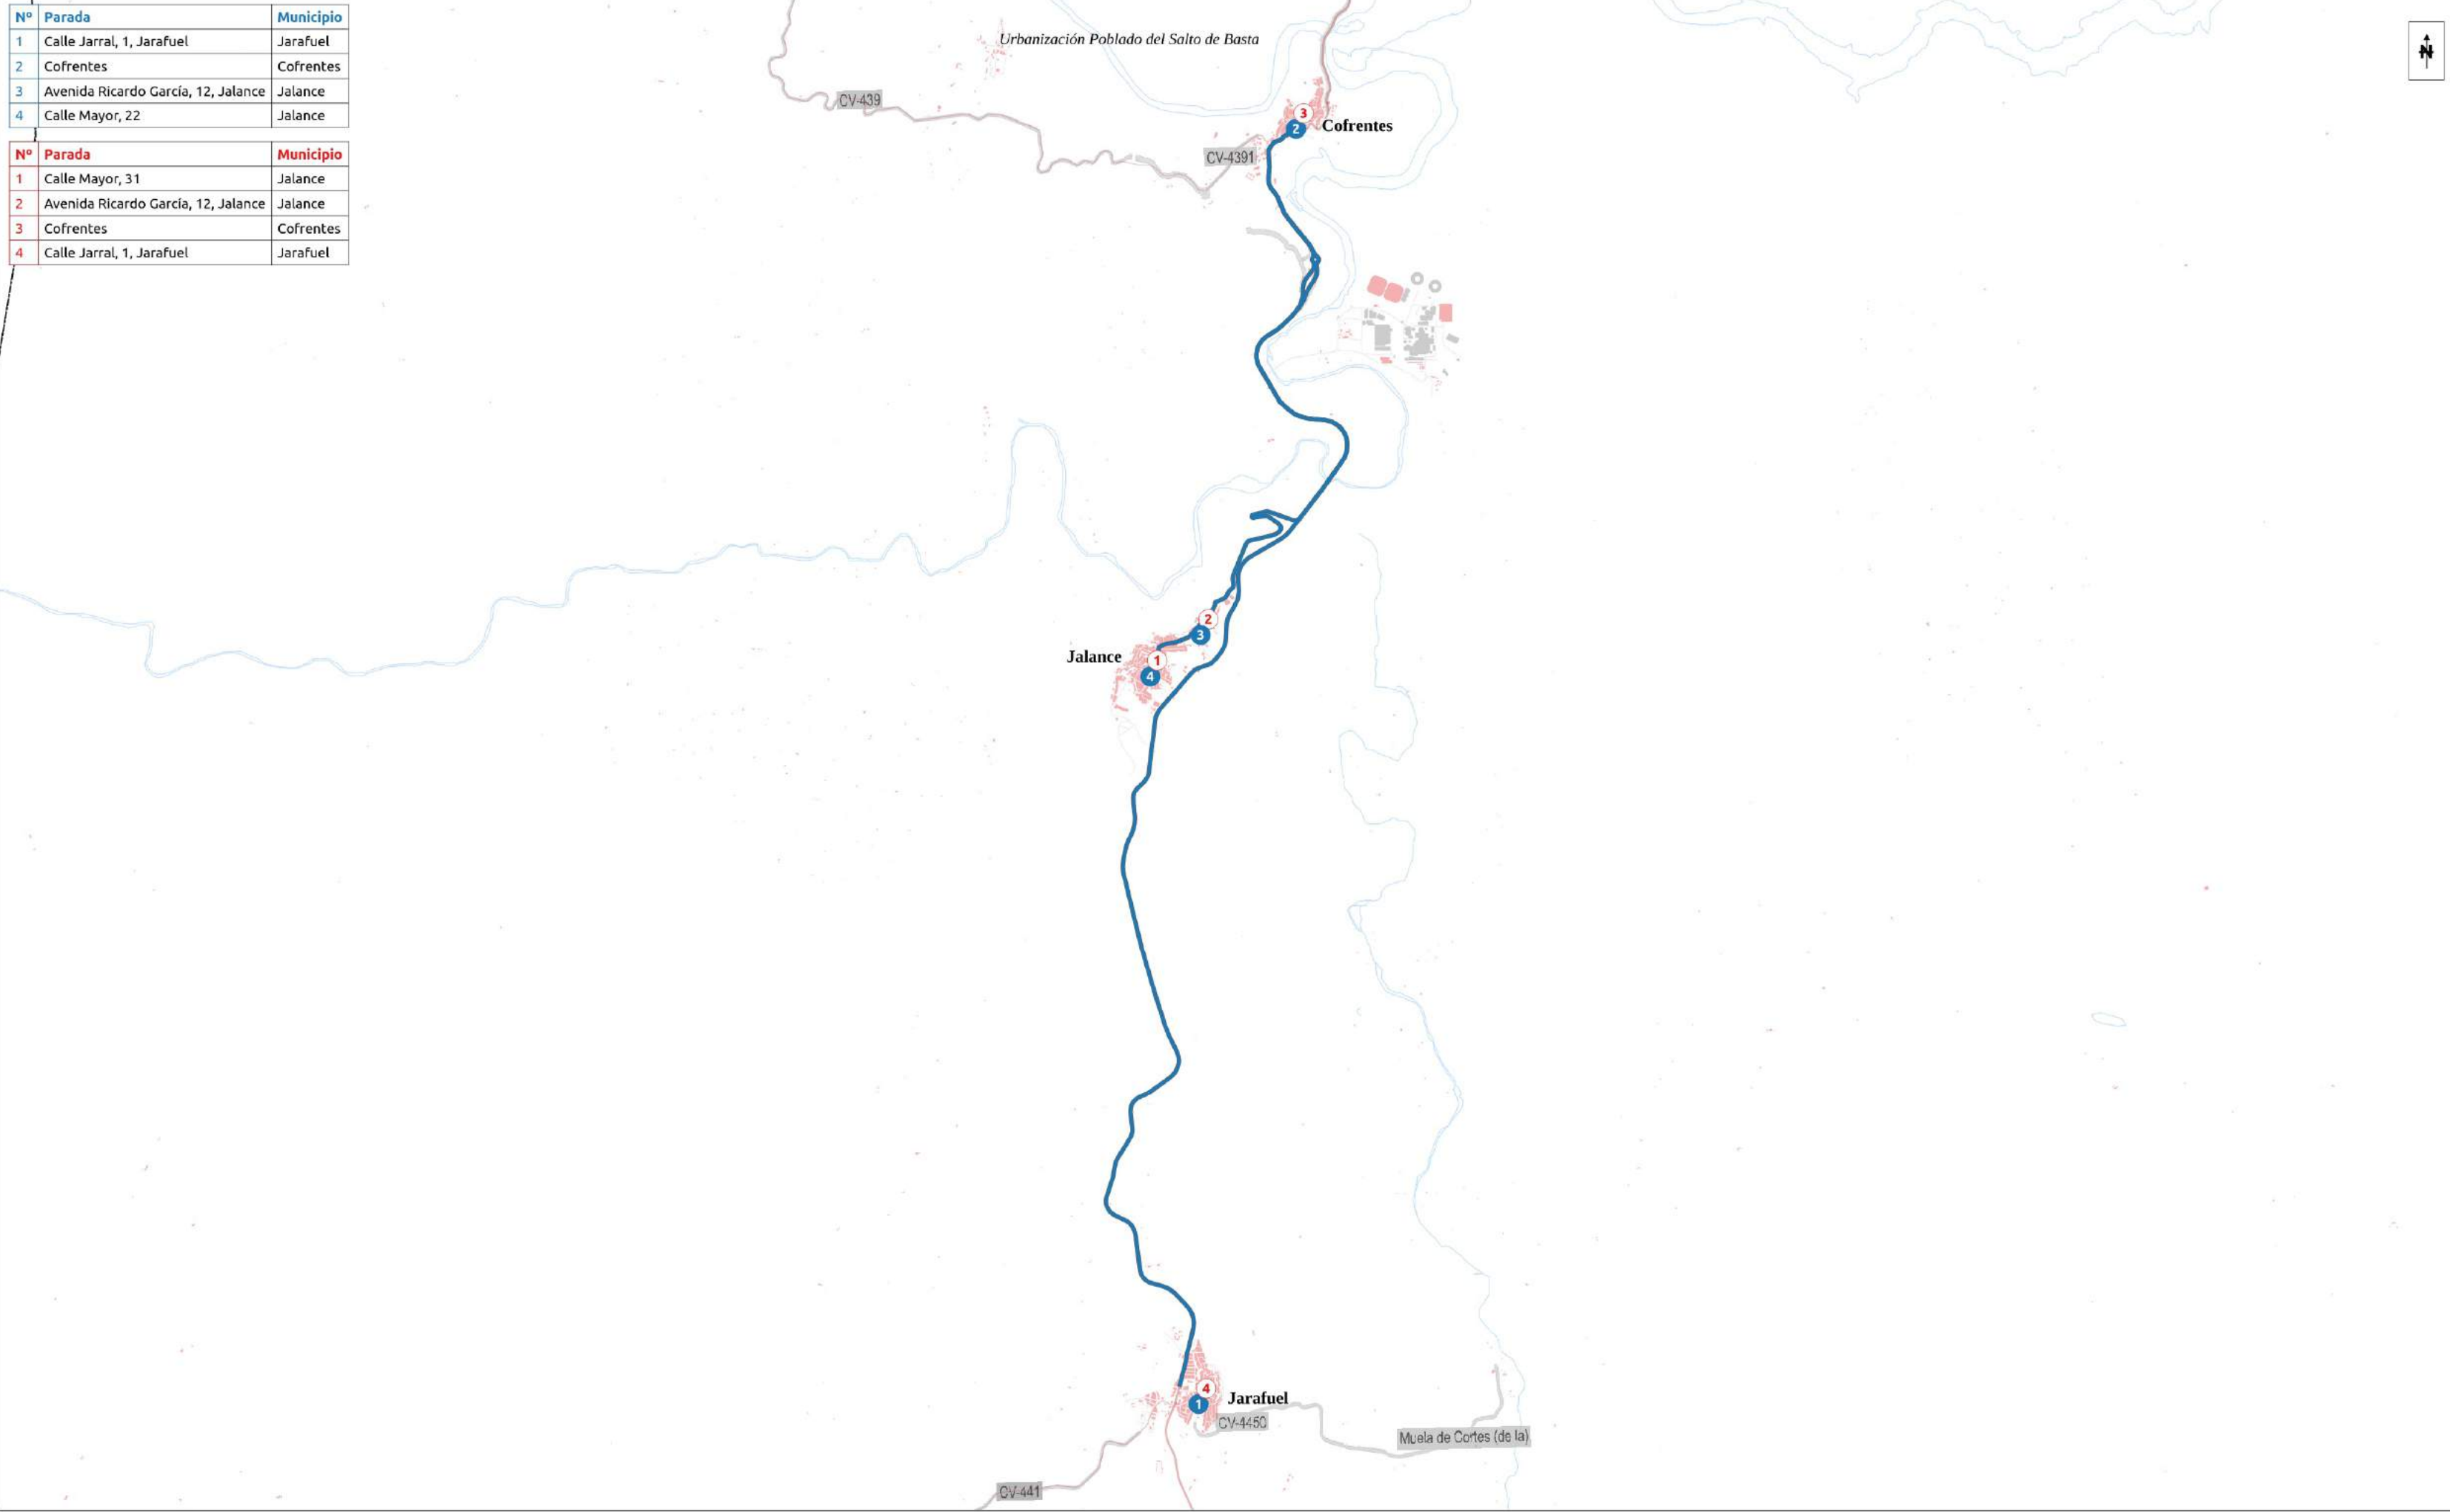 Nº Parada Municipio
1 Calle Jarral, 1, Jarafuel Jarafuel
2 Cofrentes Cofrentes
3 Avenida Ricardo García, 12, Jalance Jalance
4 Calle Mayor, 22 Jalance
Nº Parada Municipio
1 Calle Mayor, 31 Jalance
2 Avenida Ricardo García, 12, Jalance Jalance
3 Cofrentes Cofrentes
4 Calle Jarral, 1, Jarafuel Jarafuel
Urbanización Poblado del Salto de Basta
N
CV-439
3
2 Cofrentes
CV-4391
2
3
Jalance
1
4
4
Jarafuel
1
CV-4450
Muela de Cortes (de la)
CV-441